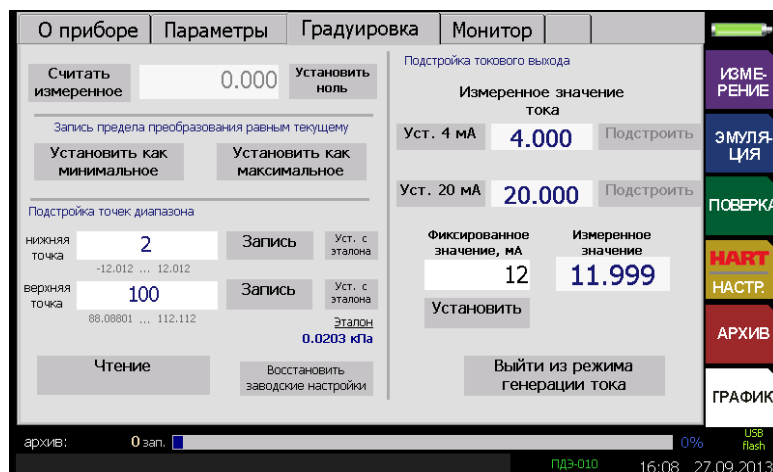 О приборе
Параметры
Градуировка
Монитор
Считать
измеренное
0.000
Установить
ноль
Запись предела преобразования равным текущему
Установить как
минимальное
Установить как
максимальное
Подстройка точек диапазона
нижняя
точка
2
Запись
Уст. с
эталона
-12.012 ... 12.012
верхняя
точка
100
Запись
Уст. с
эталона
88.08801 ... 112.112
Эталон
0.0203 кПа
Чтение
Восстановить
заводские настройки
Подстройка токового выхода
Измеренное значение
тока
Уст. 4 мА
4.000
Подстроить
Уст. 20 мА
20.000
Подстроить
Фиксированное
значение, мА
Измеренное
значение
12
11.999
Установить
Выйти из режима
генерации тока
ИЗМЕ-
РЕНИЕ
ЭМУЛЯ-
ЦИЯ
ПОВЕРКА
HART
НАСТР.
АРХИВ
ГРАФИК
архив:
0 зап.
0%
USB
flash
ПДЭ-010
16:08 27.09.2013